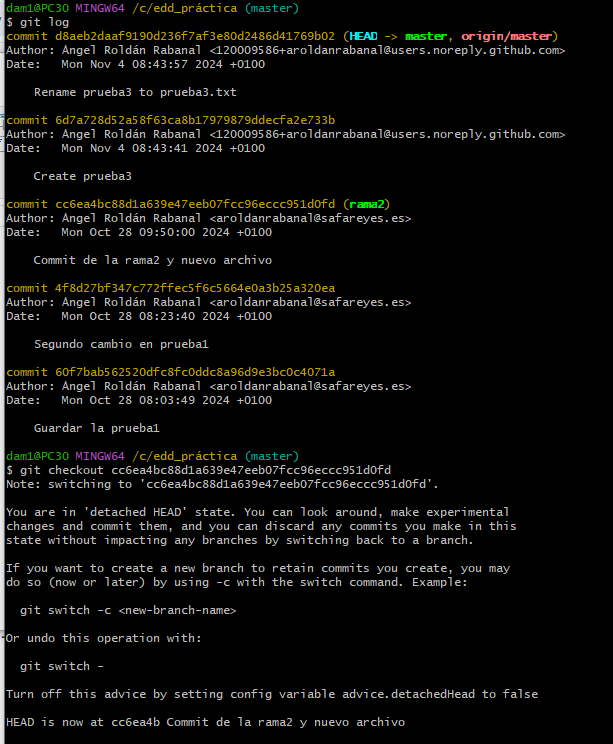 dam1@PC30 MINGW64 /c/edd_práctica (master)
$ git log
commit d8aeb2daaf9190d236f7af3e80d2486d41769b02 (HEAD -> master, origin/master)
Author: Angel Roldán Rabanal <120009586+aroldanrabanal@users.noreply.github.com>
Date:   Mon Nov 4 08:43:57 2024 +0100

    Rename prueba3 to prueba3.txt

commit 6d7a728d52a58f63ca8b17979879ddecfa2e733b
Author: Angel Roldán Rabanal <120009586+aroldanrabanal@users.noreply.github.com>
Date:   Mon Nov 4 08:43:41 2024 +0100

    Create prueba3

commit cc6ea4bc88d1a639e47eeb07fcc96eccc951d0fd (rama2)
Author: Angel Roldán Rabanal <aroldanrabanal@safareyes.es>
Date:   Mon Oct 28 09:50:00 2024 +0100

    Commit de la rama2 y nuevo archivo

commit 4f8d27bf347c772ffec5f6c5664e0a3b25a320ea
Author: Angel Roldán Rabanal <aroldanrabanal@safareyes.es>
Date:   Mon Oct 28 08:23:40 2024 +0100

    Segundo cambio en prueba1

commit 60f7bab562520dfc8fc0ddc8a96d9e3bc0c4071a
Author: Angel Roldán Rabanal <aroldanrabanal@safareyes.es>
Date:   Mon Oct 28 08:03:49 2024 +0100

    Guardar la prueba1

dam1@PC30 MINGW64 /c/edd_práctica (master)
$ git checkout cc6ea4bc88d1a639e47eeb07fcc96eccc951d0fd
Note: switching to 'cc6ea4bc88d1a639e47eeb07fcc96eccc951d0fd'.

You are in 'detached HEAD' state. You can look around, make experimental
changes and commit them, and you can discard any commits you make in this
state without impacting any branches by switching back to a branch.

If you want to create a new branch to retain commits you create, you may
do so (now or later) by using -c with the switch command. Example:

  git switch -c <new-branch-name>

Or undo this operation with:

  git switch -

Turn off this advice by setting config variable advice.detachedHead to false

HEAD is now at cc6ea4b Commit de la rama2 y nuevo archivo